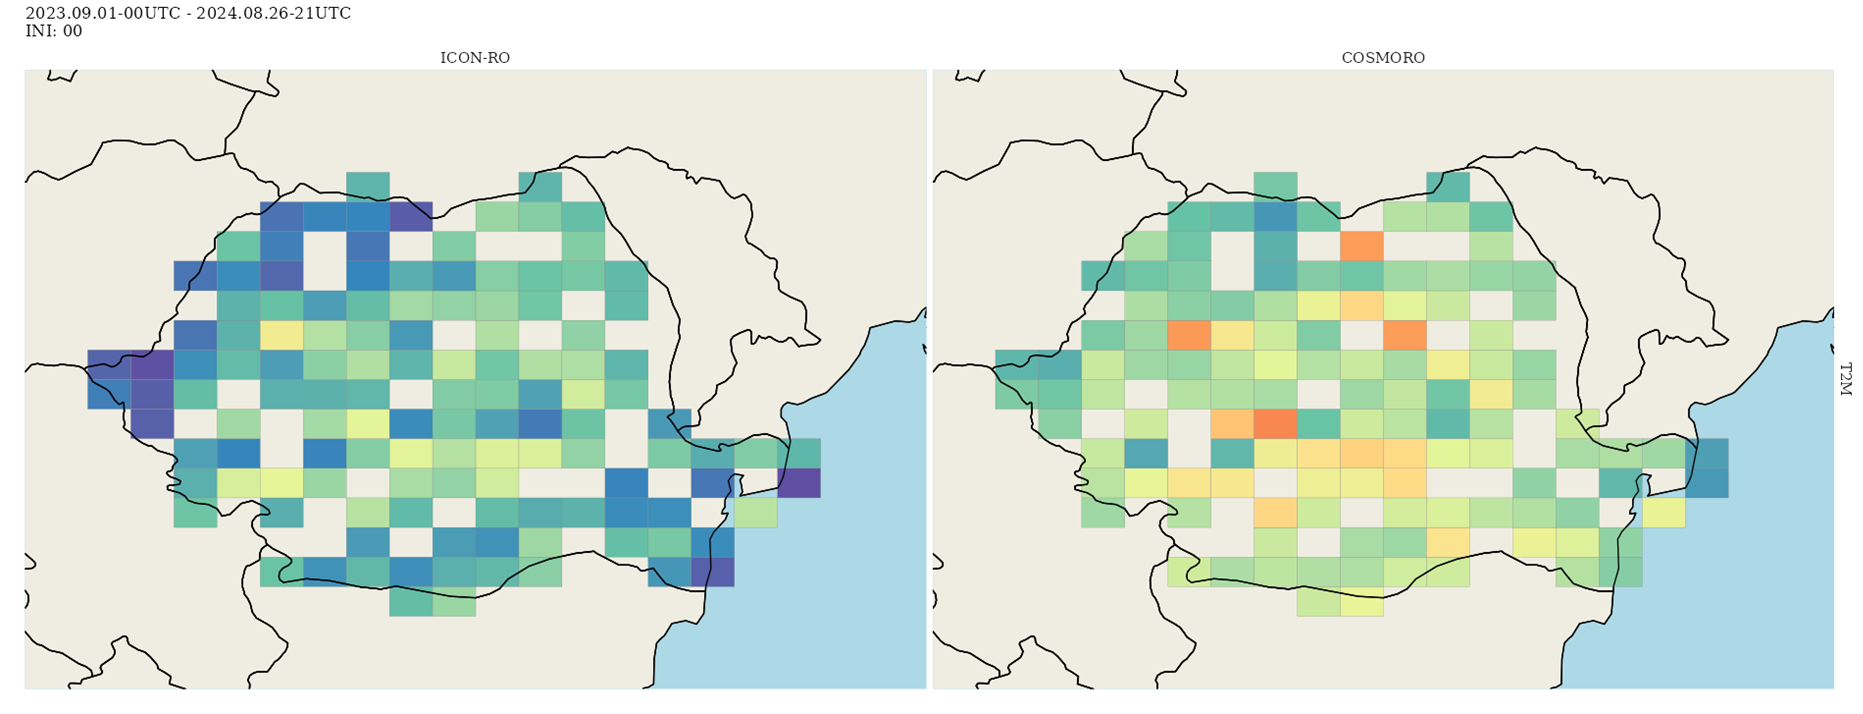 2023.09.01-00UTC - 2024.08.26-21UTC
INI: 00
ICON-RO
COSMORO
T2M